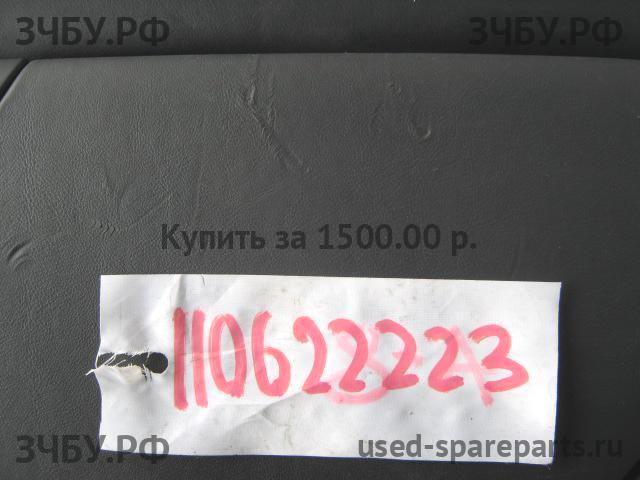 ЗЧБУ.РФ ЗЧБУ.РФ
Купить за 1500.00 р.
110622223
ЗЧБУ.РФ used-spareparts.ru